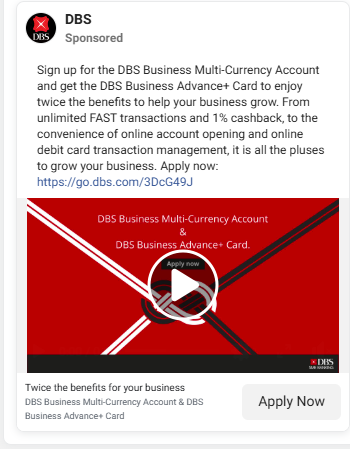 DBS
DBS
Sponsored
Sign up for the DBS Business Multi-Currency Account
and get the DBS Business Advance+ Card to enjoy
twice the benefits to help your business grow. From
unlimited FAST transactions and 1% cashback, to the
convenience of online account opening and online
debit card transaction management, it is all the pluses
to grow your business. Apply now:
https://go.dbs.com/3DcG49J
DBS Business Multi-Currency Account
&
DBS Business Advance+ Card.
Apply now
DBS
SME BANKING
Twice the benefits for your business
DBS Business Multi-Currency Account & DBS
Business Advance+ Card
Apply Now